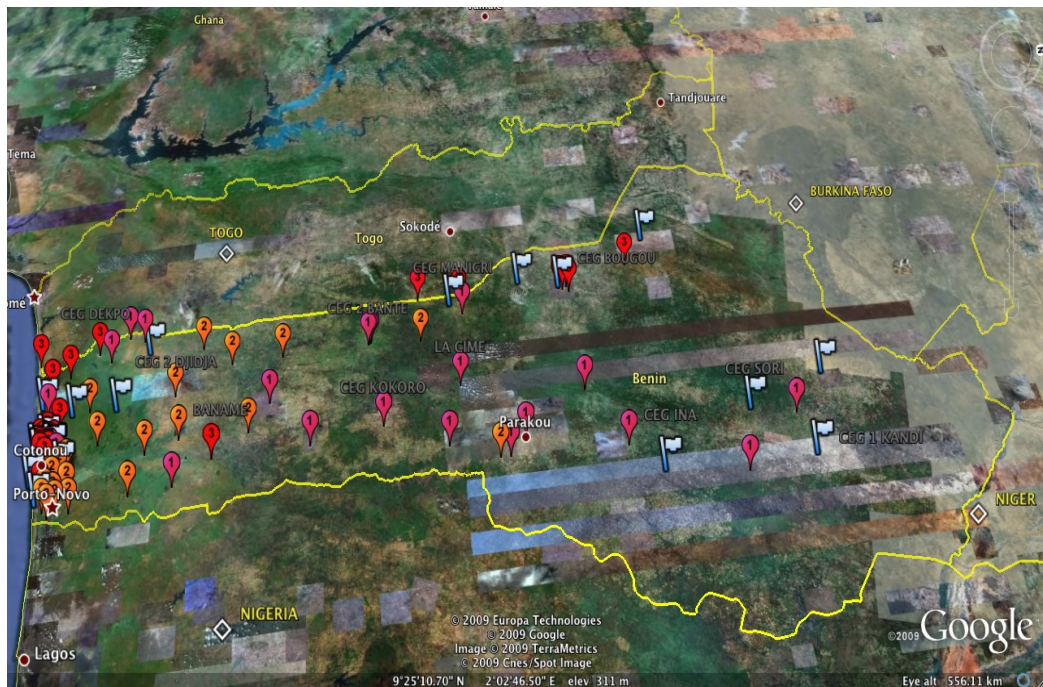 Ghana
Tandjouare
Tema
BURKINA FASO
TOGO
Togo
Sokodé
CEG BOUGOU
CEG MANIGRI
omé
CEG DEKPO
CEG 2 BANTE
LA CIME
CEG 2 DJIDJA
CEG KOKORO
Benin
CEG SORI
BANAME
Parakou
CEG INA
CEG 1 KANDI
Cotonou
Porto-Novo
NIGER
NIGERIA
Lagos
© 2009 Europa Technologies
© 2009 Google
Image © 2009 TerraMetrics
© 2009 Cnes/Spot Image
©2009 Google
9°25'10.70" N 2°02'46.50" E elev 311 m
Eye alt 556.11 km